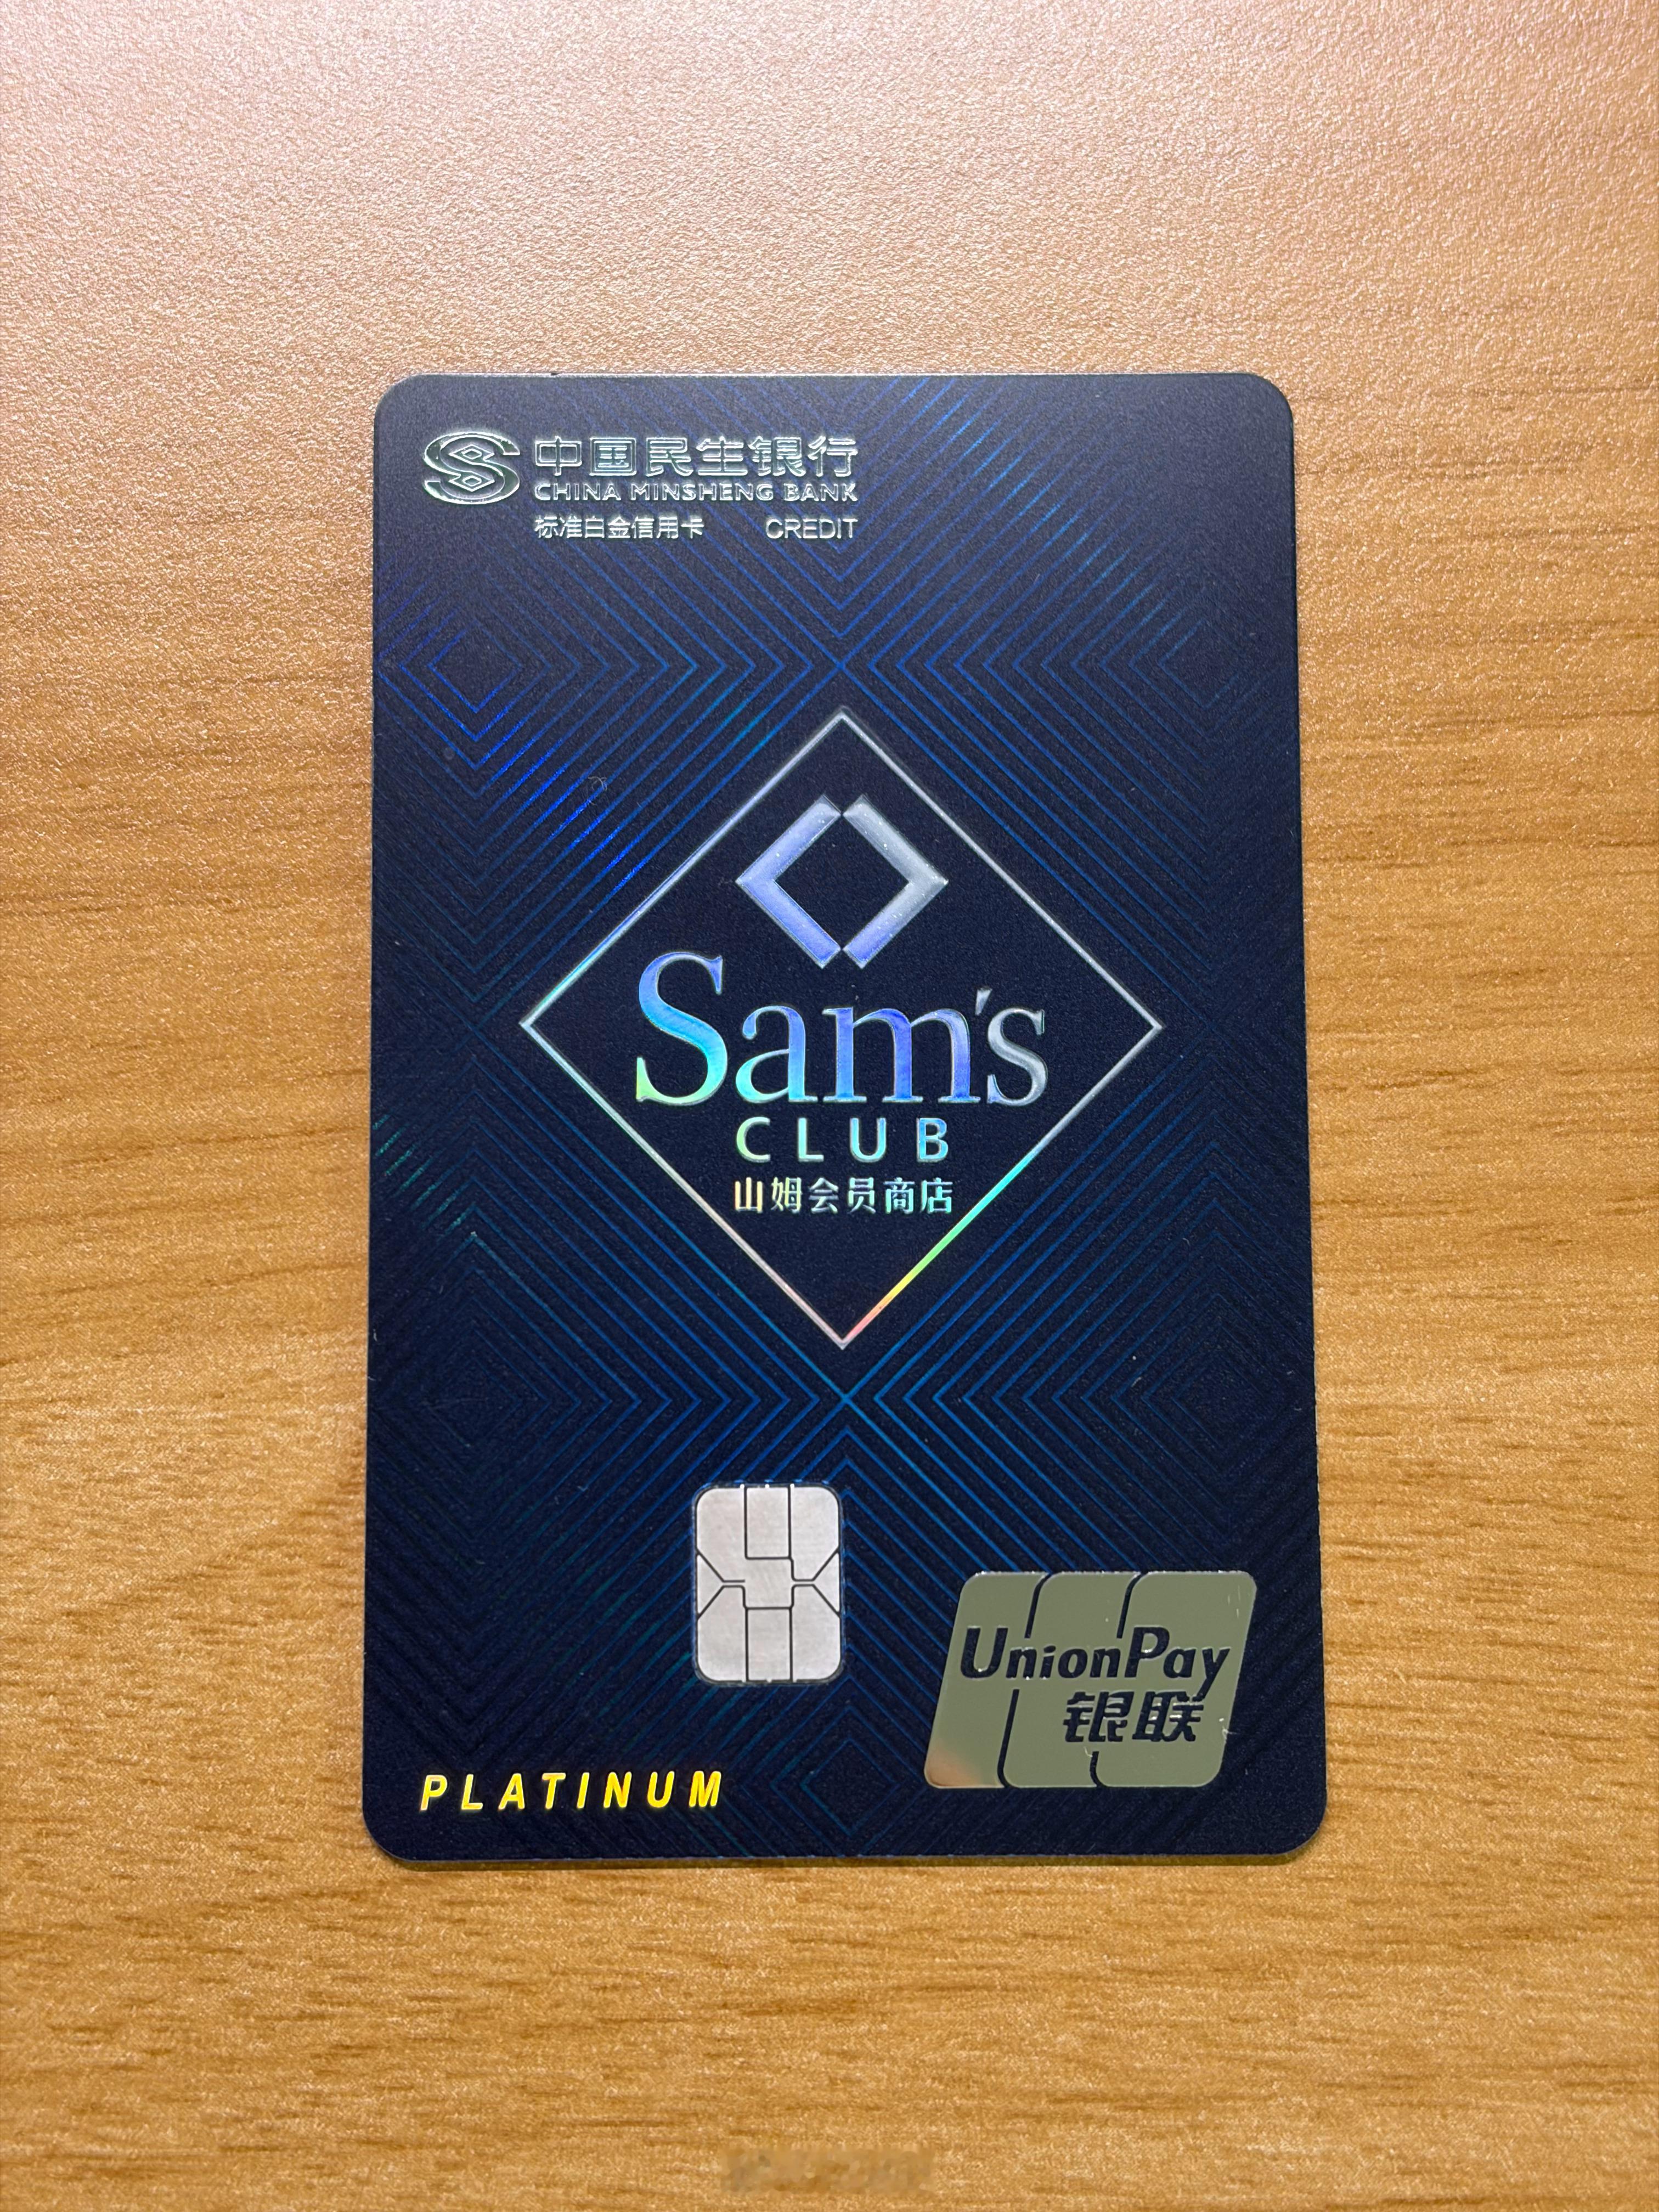 中国民生银行
CHINA MINSHENG BANK
标准白金信用卡 CREDIT
Sam's
CLUB
山姆会员商店
UnionPay
银联
PLATINUM